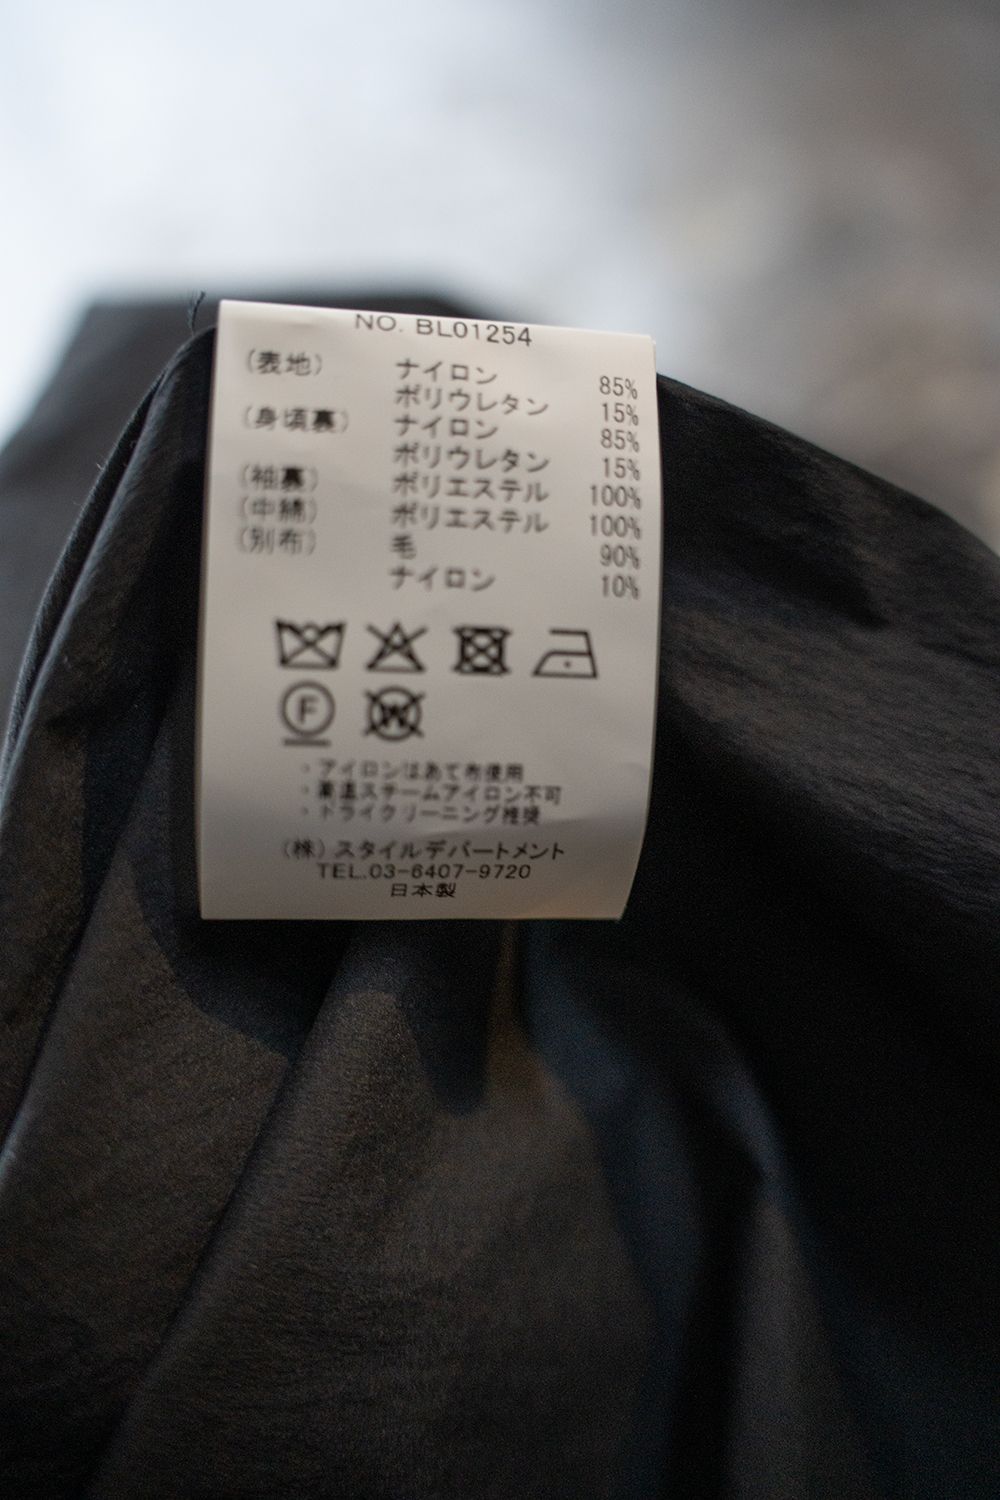 NO. BL01254
(表地) ナイロン 85%
ポリウレタン 15%
(身頃裏) ナイロン 85%
ポリウレタン 15%
(袖裏) ポリエステル 100%
(中綿) ポリエステル 100%
(別布) 毛 90%
ナイロン 10%
F
W
・アイロンはあて布使用
・高温スチームアイロン不可
・ドライクリーニング推奨
(株)スタイルデパートメント
TEL.03-6407-9720
日本製